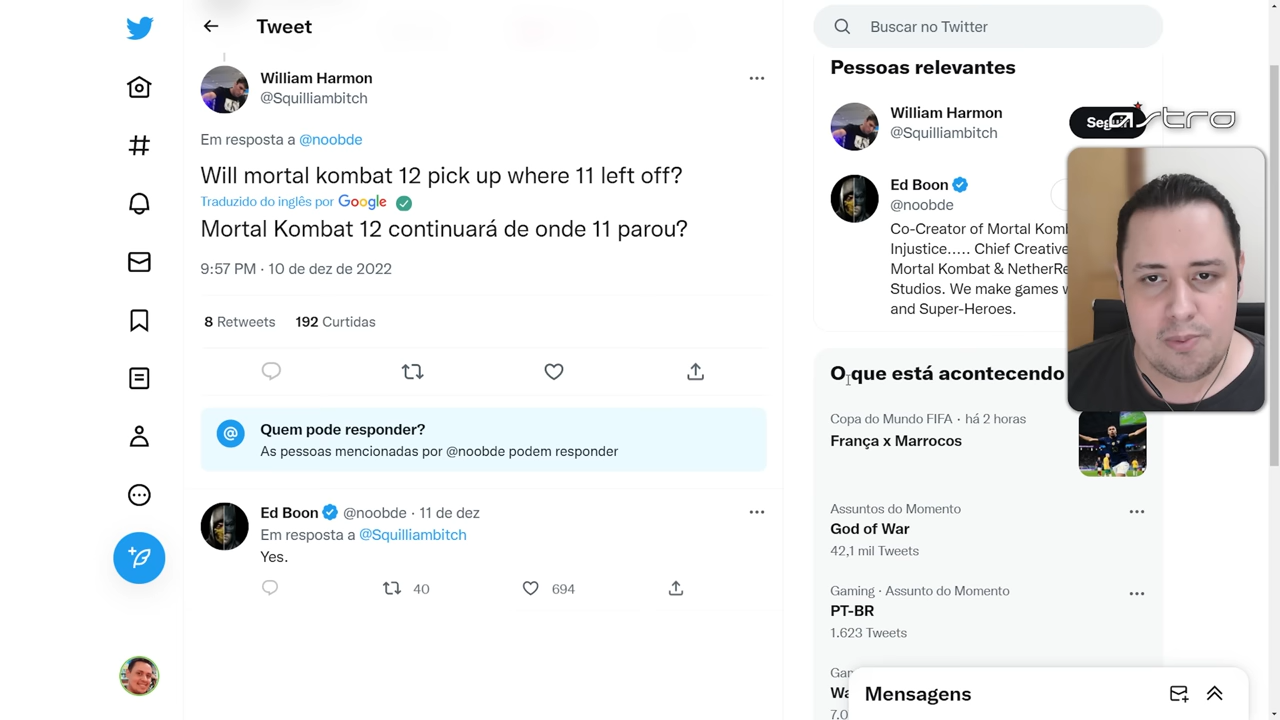 Tweet
William Harmon
@Squilliambitch
Em resposta a @noobde
Will mortal kombat 12 pick up where 11 left off?
Traduzido do inglês por Google
Mortal Kombat 12 continuará de onde 11 parou?
9:57 PM · 10 de dez de 2022
8 Retweets 192 Curtidas
Quem pode responder?
As pessoas mencionadas por @noobde podem responder
Ed Boon @noobde · 11 de dez
Em resposta a @Squilliambitch
Yes.
40 694
Buscar no Twitter
Pessoas relevantes
William Harmon
@Squilliambitch
astro
Ed Boon
@noobde
Co-Creator of Mortal
Injustice..... Chief Creative
Mortal Kombat &
Studios. We make games
and Super-Heroes.
O que está acontecendo
Copa do Mundo FIFA · há 2 horas
França x Marrocos
Assuntos do Momento
God of War
42,1 mil Tweets
Gaming · Assunto do Momento
PT-BR
1.623 Tweets
Mensagens